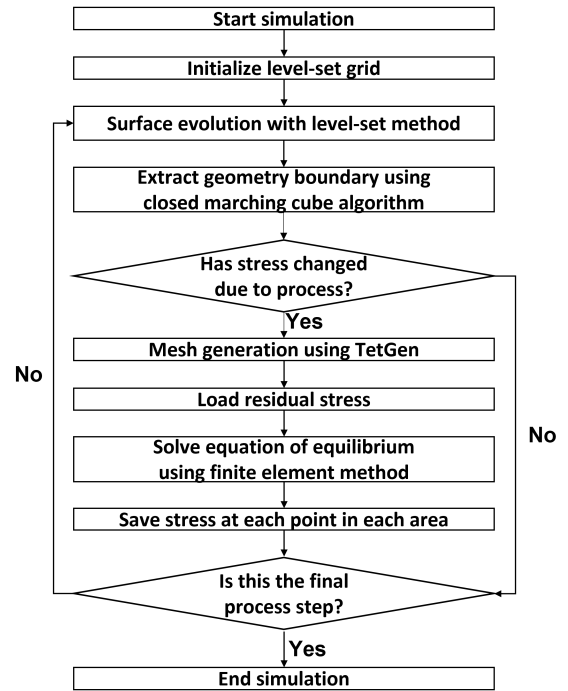 Start simulation
Initialize level-set grid
Surface evolution with level-set method
Extract geometry boundary using
closed marching cube algorithm
Has stress changed
due to process?
Yes
Mesh generation using TetGen
No
Load residual stress
No
Solve equation of equilibrium
using finite element method
Save stress at each point in each area
Is this the final
process step?
Yes
End simulation